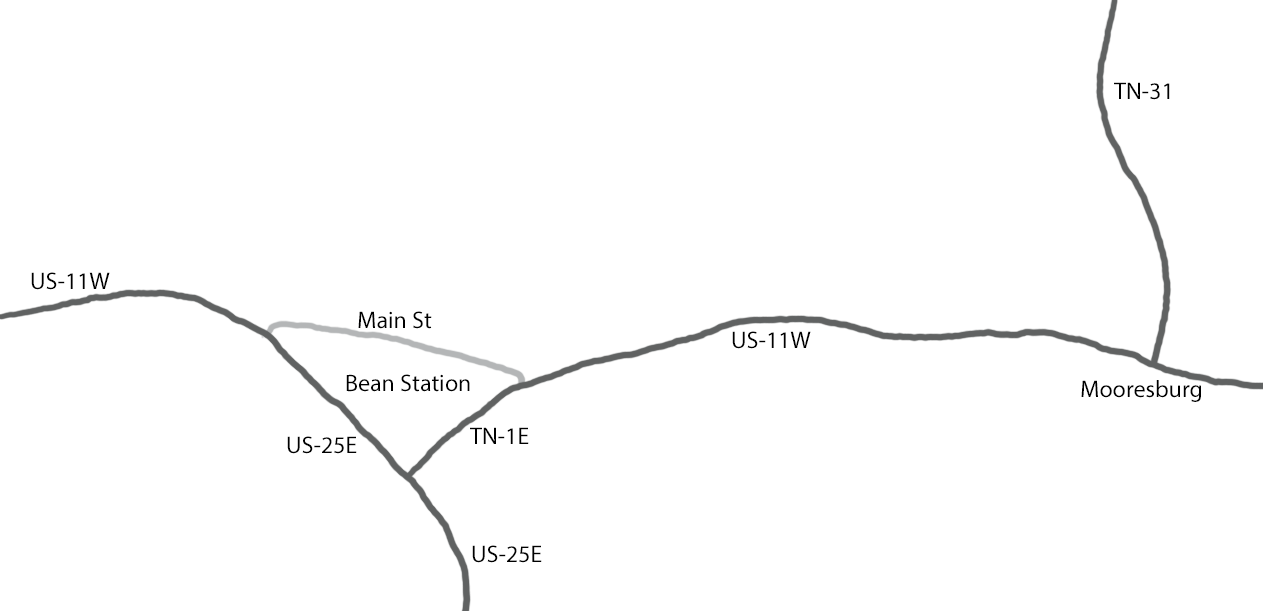 TN-31
US-11W
Main St
US-11W
Bean Station
Mooresburg
TN-1E
US-25E
US-25E